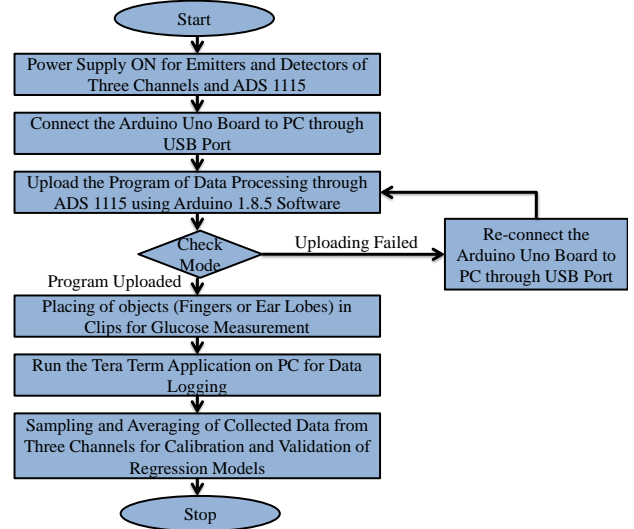 Start
Power Supply ON for Emitters and Detectors of
Three Channels and ADS 1115
Connect the Arduino Uno Board to PC through
USB Port
Upload the Program of Data Processing through
ADS 1115 using Arduino 1.8.5 Software
Check
Mode
Uploading Failed
Re-connect the
Arduino Uno Board to
PC through USB Port
Program Uploaded
Placing of objects (Fingers or Ear Lobes) in
Clips for Glucose Measurement
Run the Tera Term Application on PC for Data
Logging
Sampling and Averaging of Collected Data from
Three Channels for Calibration and Validation of
Regression Models
Stop